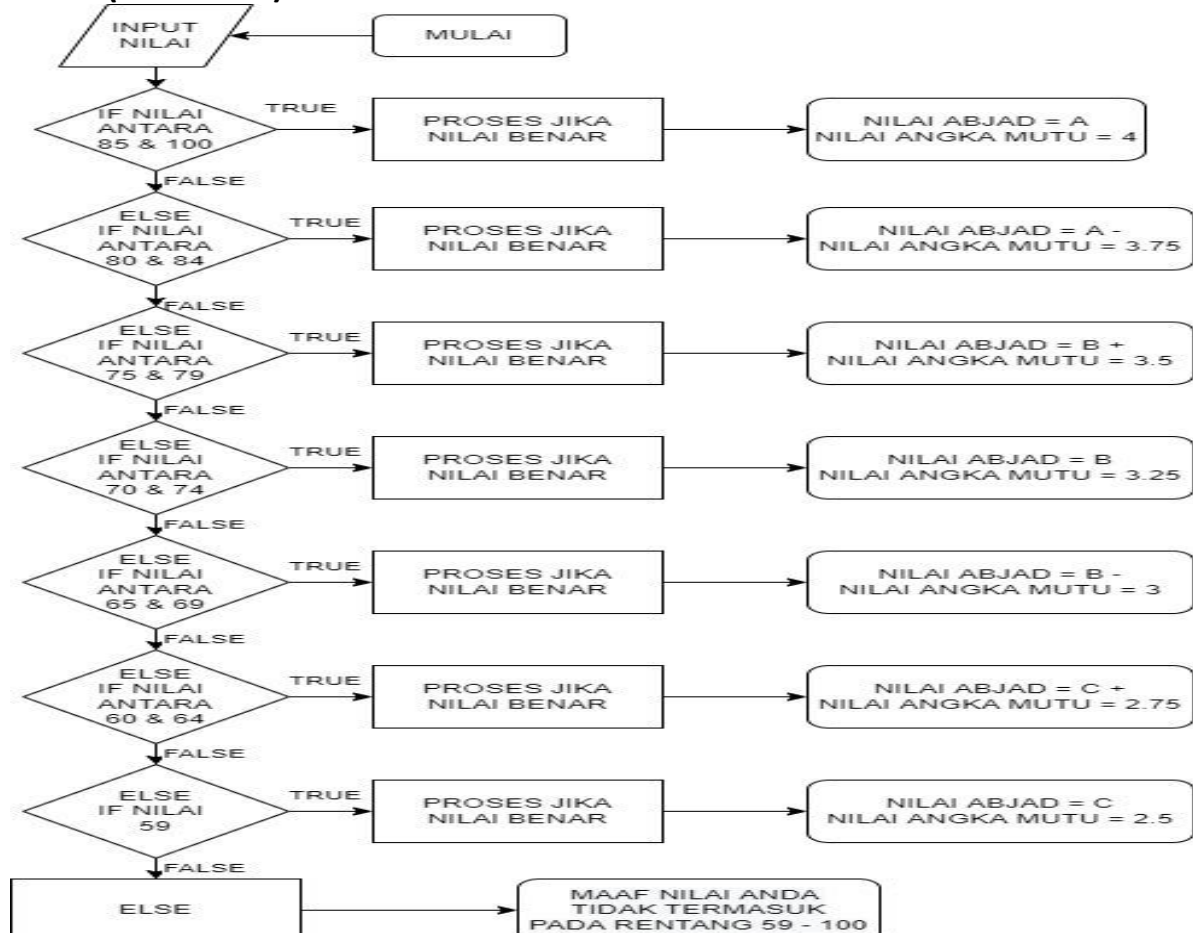 INPUT
NILAI
MULAI
IF NILAI
ANTARA
85 & 100
TRUE
PROSES JIKA
NILAI BENAR
NILAI ABJAD = A
NILAI ANGKA MUTU = 4
FALSE
ELSE
IF NILAI
ANTARA
80 & 84
TRUE
PROSES JIKA
NILAI BENAR
NILAI ABJAD = A -
NILAI ANGKA MUTU = 3.75
FALSE
ELSE
IF NILAI
ANTARA
75 & 79
TRUE
PROSES JIKA
NILAI BENAR
NILAI ABJAD = B +
NILAI ANGKA MUTU = 3.5
FALSE
ELSE
IF NILAI
ANTARA
70 & 74
TRUE
PROSES JIKA
NILAI BENAR
NILAI ABJAD = B
NILAI ANGKA MUTU = 3.25
FALSE
ELSE
IF NILAI
ANTARA
65 & 69
TRUE
PROSES JIKA
NILAI BENAR
NILAI ABJAD = B -
NILAI ANGKA MUTU = 3
FALSE
ELSE
IF NILAI
ANTARA
60 & 64
TRUE
PROSES JIKA
NILAI BENAR
NILAI ABJAD = C +
NILAI ANGKA MUTU = 2.75
FALSE
ELSE
IF NILAI
59
TRUE
PROSES JIKA
NILAI BENAR
NILAI ABJAD = C
NILAI ANGKA MUTU = 2.5
FALSE
ELSE
MAAF NILAI ANDA
TIDAK TERMASUK
PADA RENTANG 59 - 100